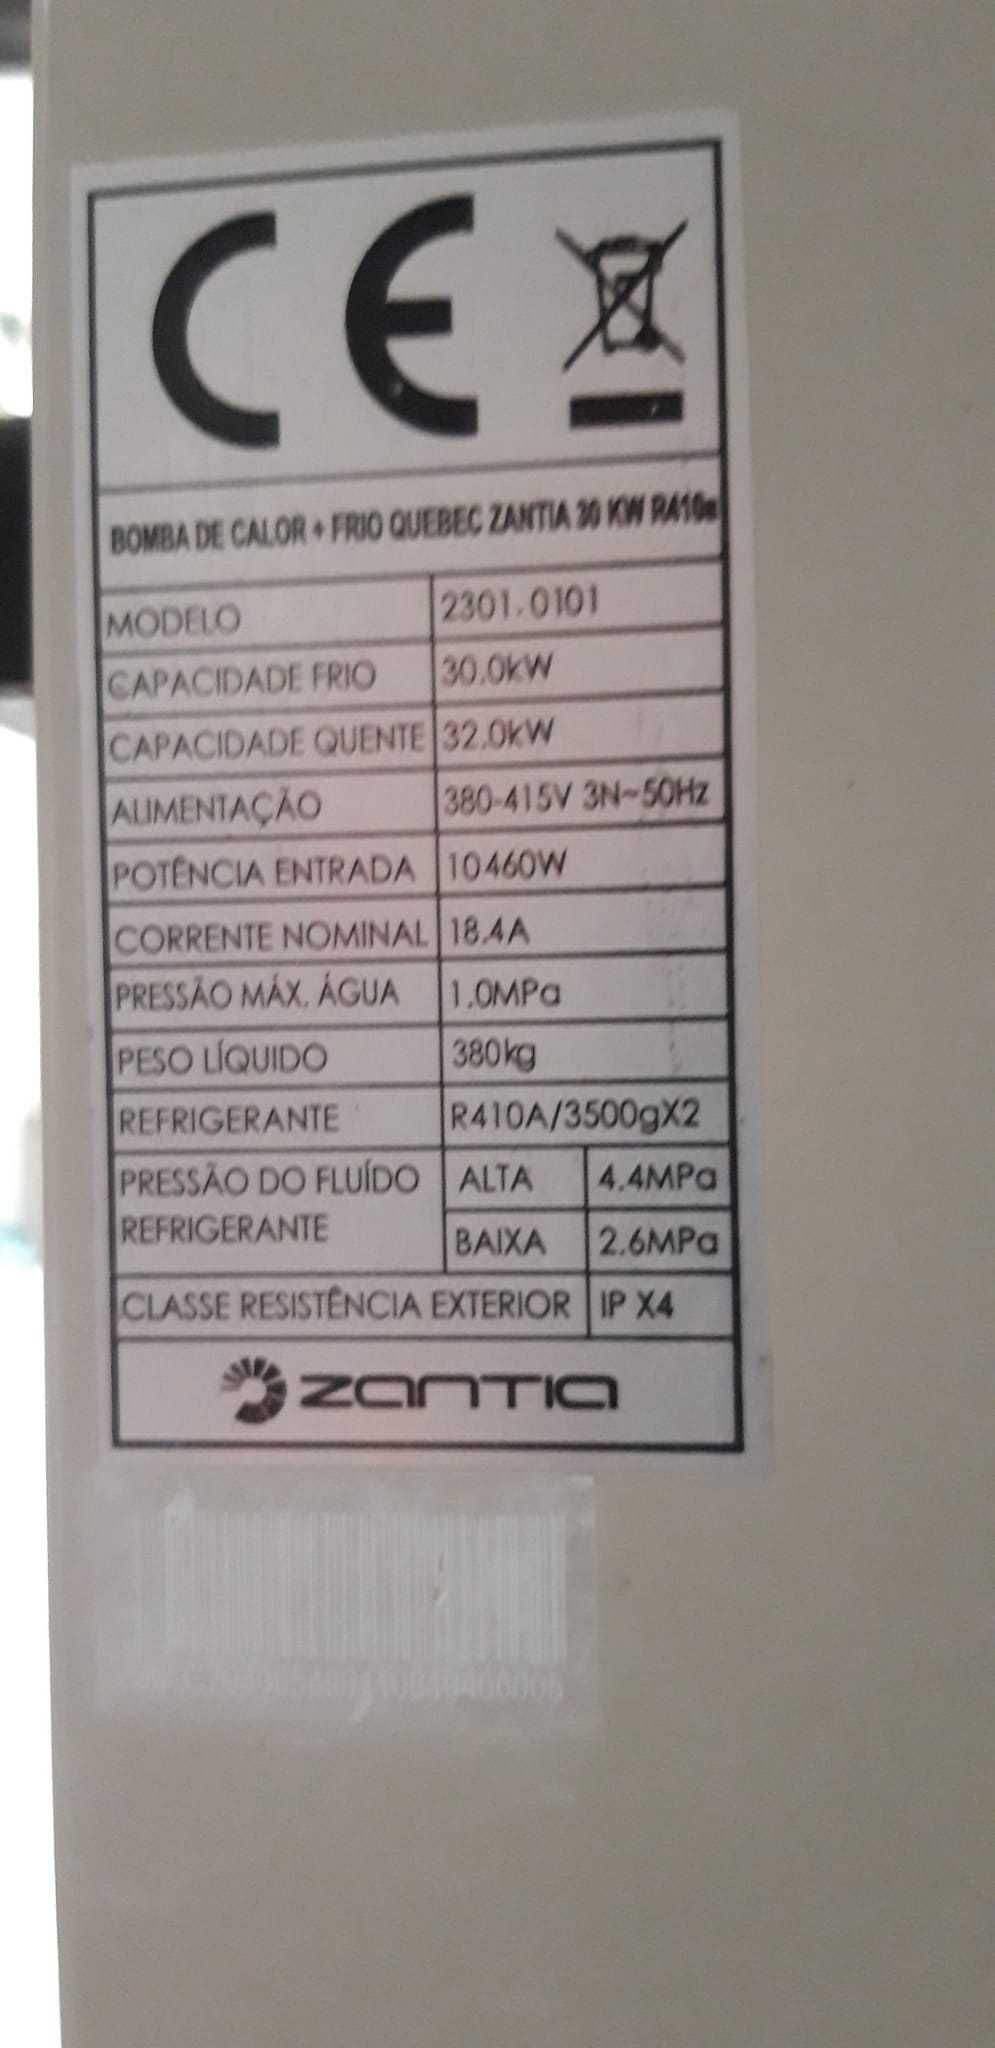 CE
BOMBA DE CALOR + FRIO QUEBEC ZANTIA 30 KW R410a
MODELO 2301.0101
CAPACIDADE FRIO 30.0kW
CAPACIDADE QUENTE 32.0kW
ALIMENTAÇÃO 380-415V 3N~50Hz
POTÊNCIA ENTRADA 10460W
CORRENTE NOMINAL 18.4A
PRESSÃO MÁX. ÁGUA 1.0MPa
PESO LÍQUIDO 380kg
REFRIGERANTE R410A/3500gX2
PRESSÃO DO FLUÍDO REFRIGERANTE ALTA 4.4MPa
BAIXA 2.6MPa
CLASSE RESISTÊNCIA EXTERIOR IP X4
ZANTIA